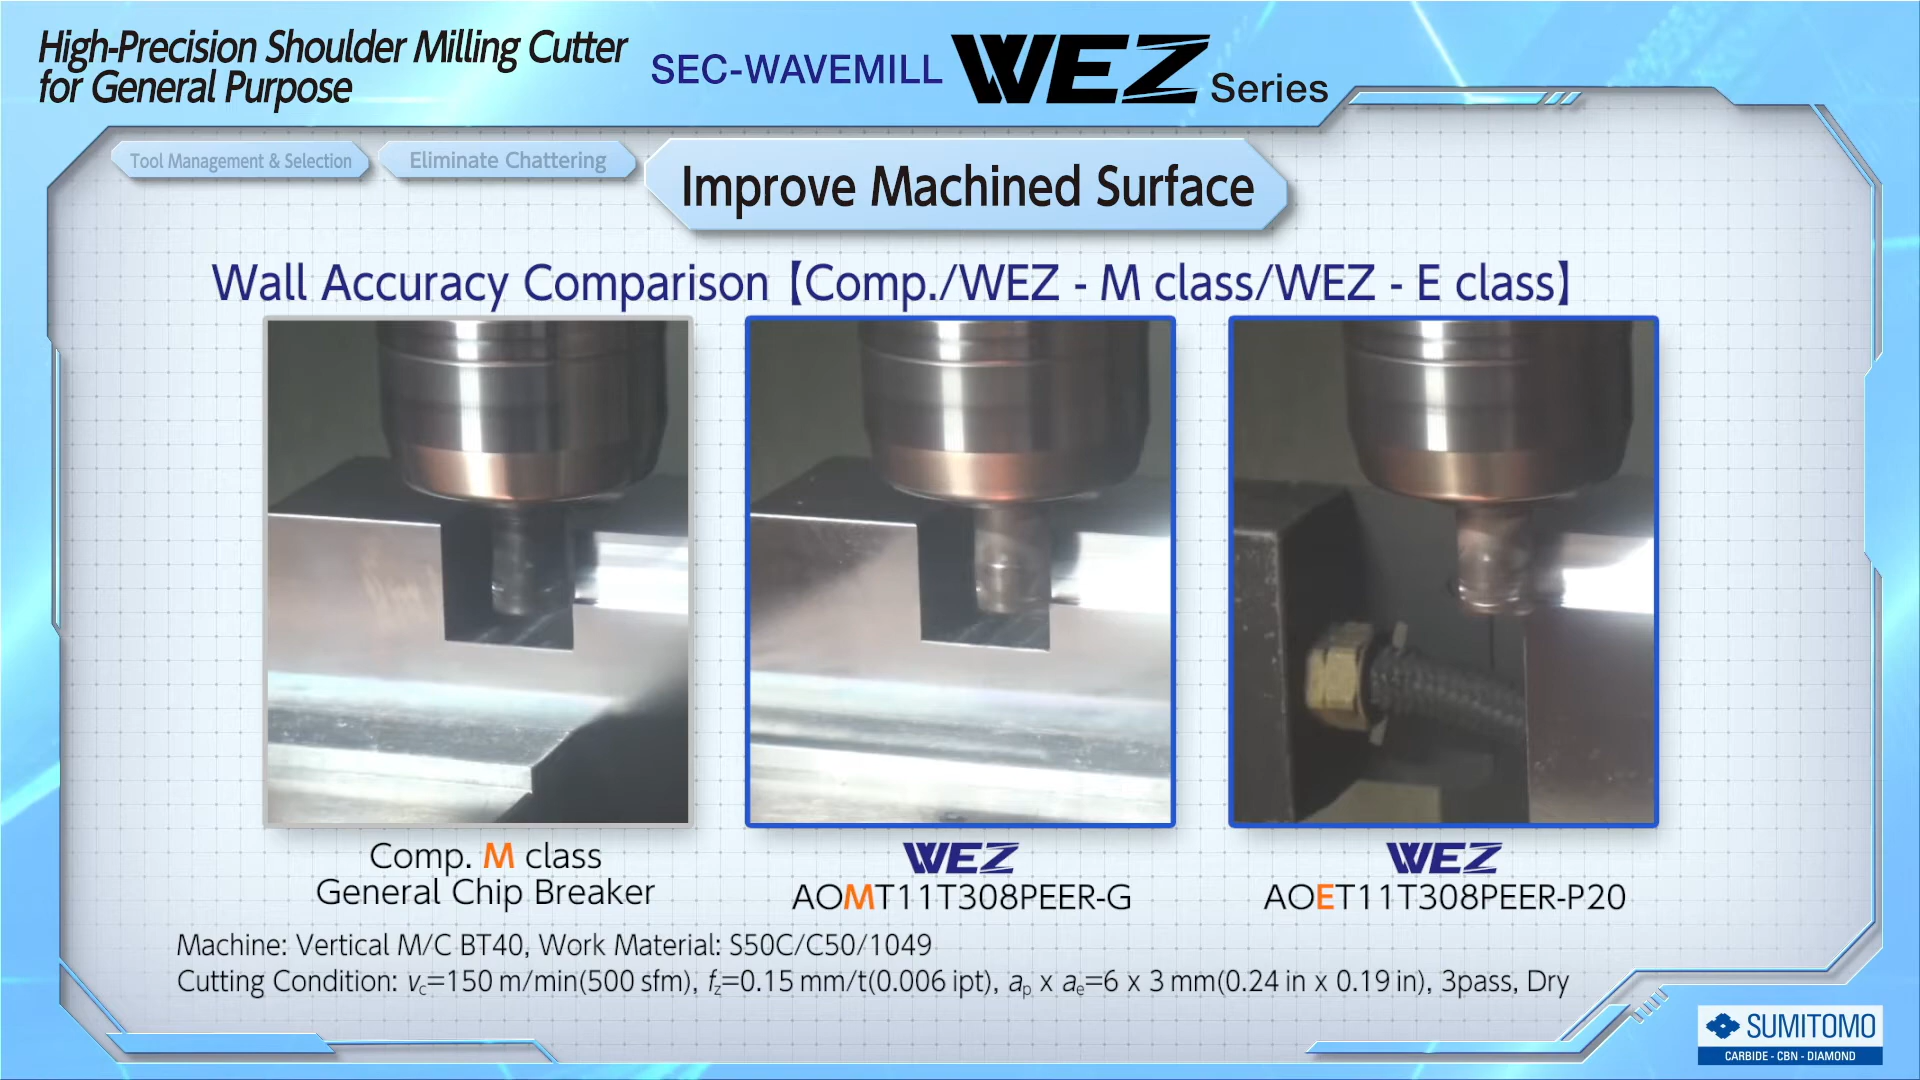 High-Precision Shoulder Milling Cutter
for General Purpose
SEC-WAVEMILL WEZ Series
Tool Management & Selection
Eliminate Chattering
Improve Machined Surface
Wall Accuracy Comparison【Comp./WEZ - M class/WEZ - E class】
Comp. M class
General Chip Breaker
WEZ
AOMT11T308PEER-G
WEZ
AOET11T308PEER-P20
Machine: Vertical M/C BT40, Work Material: S50C/C50/1049
Cutting Condition: vc=150 m/min(500 sfm), fz=0.15 mm/t(0.006 ipt), ap x ae=6 x 3 mm(0.24 in x 0.19 in), 3pass, Dry
SUMITOMO
CARBIDE - CBN - DIAMOND